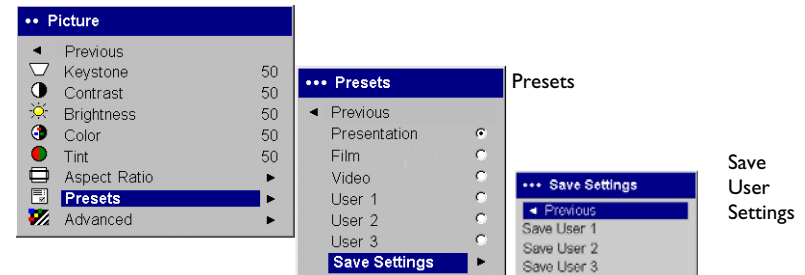 •• Picture
Previous
Keystone 50
Contrast 50
Brightness 50
Color 50
Tint 50
Aspect Ratio
Presets
Advanced
••• Presets
Previous
Presentation
Film
Video
User 1
User 2
User 3
Save Settings
Presets
••• Save Settings
Previous
Save User 1
Save User 2
Save User 3
Save
User
Settings